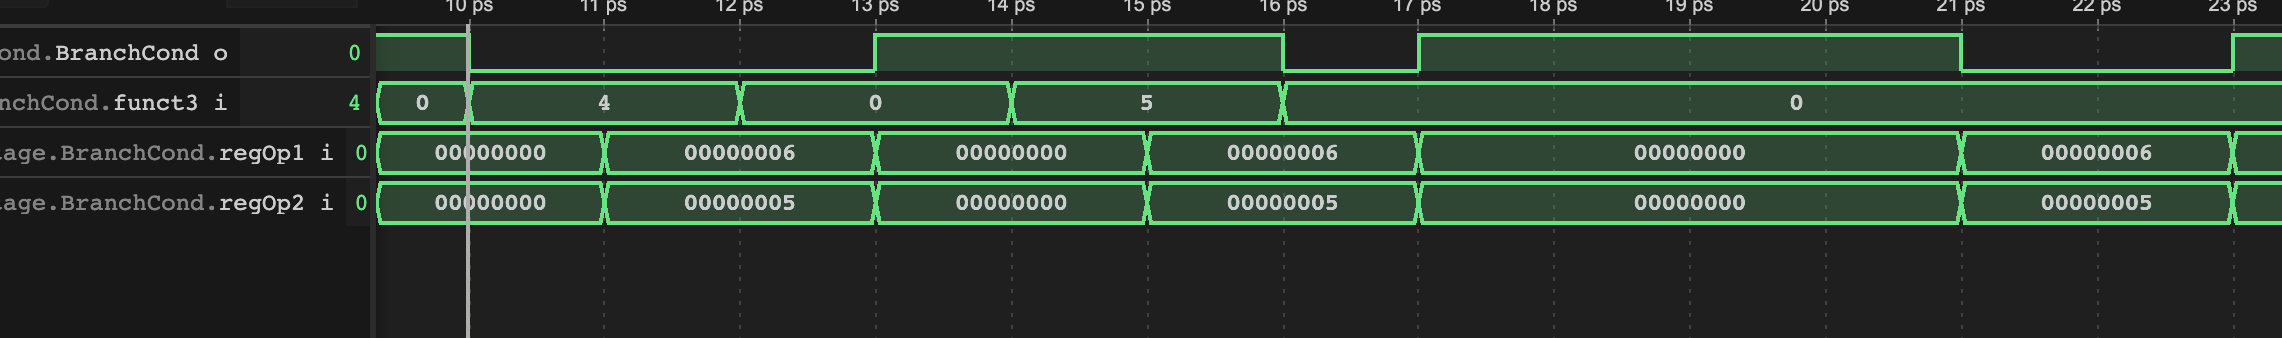 10 ps 11 ps 12 ps 13 ps 14 ps 15 ps 16 ps 17 ps 18 ps 19 ps 20 ps 21 ps 22 ps 23 ps
ond.BranchCond o 0
nchCond.funct3 i 4 0 4 0 5 0
age.BranchCond.regOp1 i 0 00000000 00000006 00000000 00000006 00000000 00000006
age.BranchCond.regOp2 i 0 00000000 00000005 00000000 00000005 00000000 00000005